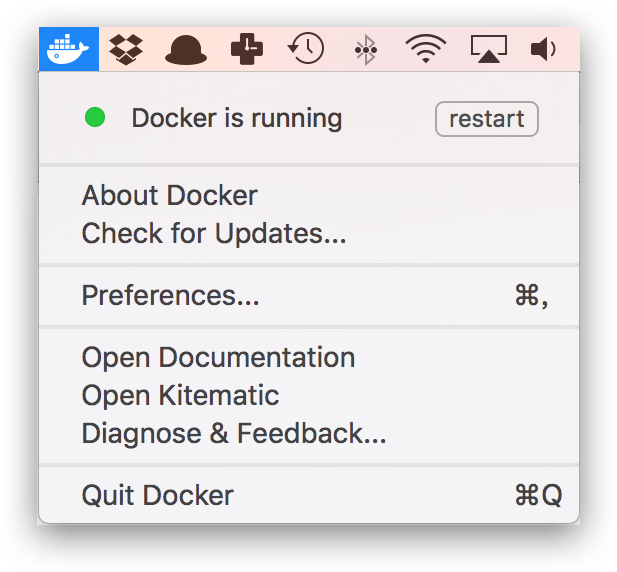 Docker is running restart
About Docker
Check for Updates...
Preferences... ⌘,
Open Documentation
Open Kitematic
Diagnose & Feedback...
Quit Docker ⌘Q